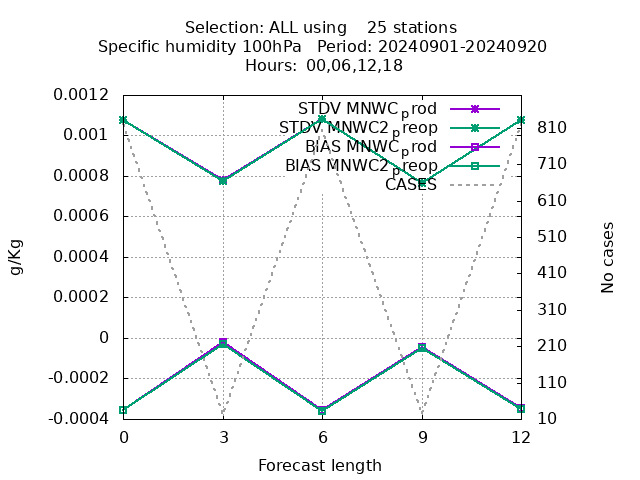 Selection: ALL using    25 stations
Specific humidity 100hPa   Period: 20240901-20240920
Hours: 00,06,12,18
0.0012
0.001
0.0008
0.0006
0.0004
0.0002
0
-0.0002
-0.0004
g/Kg
STDV MNWC_prod
STDV MNWC2_preop
BIAS MNWC_prod
BIAS MNWC2_preop
CASES
810
710
610
510
410
310
210
110
10
No cases
0 3 6 9 12
Forecast length